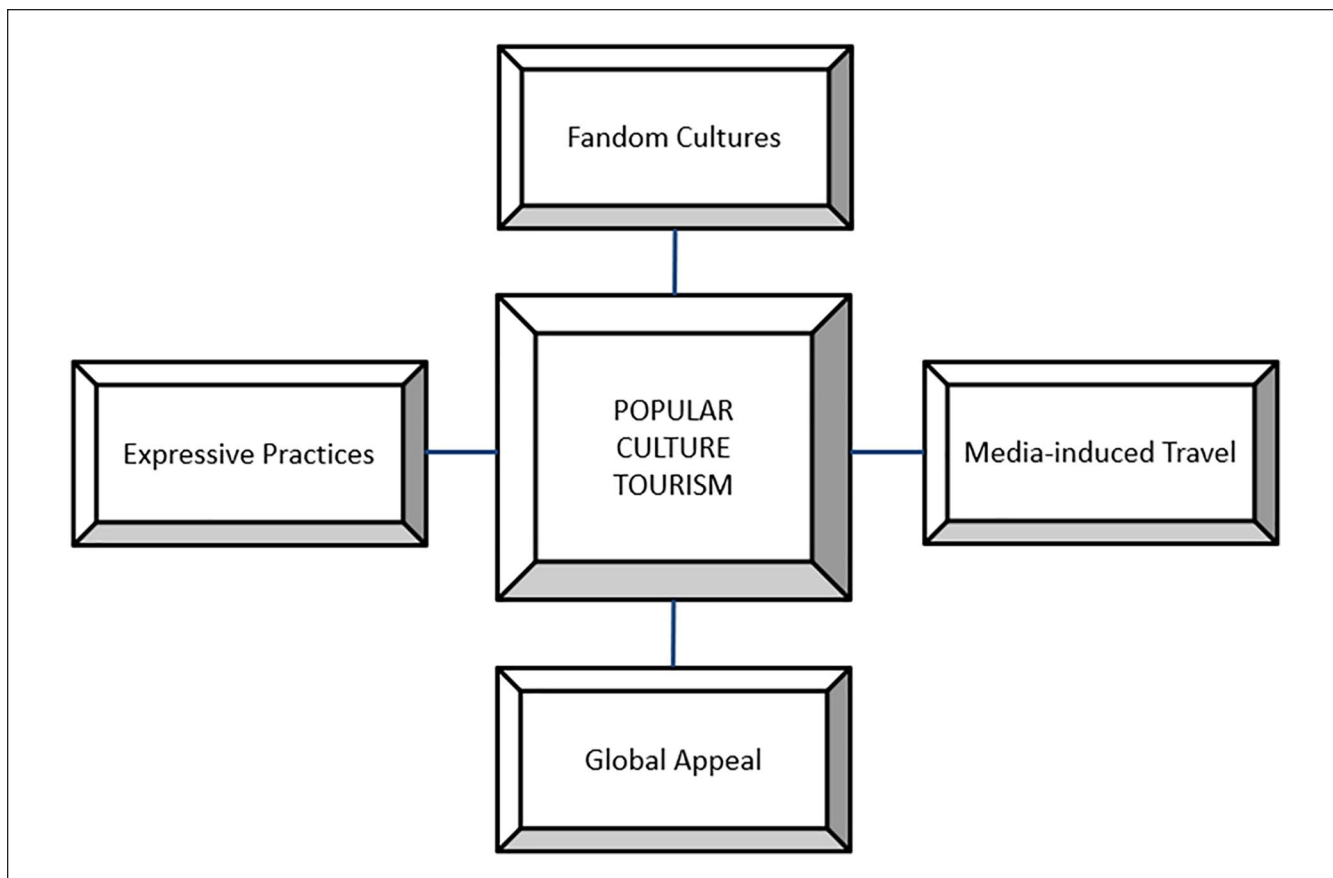 Fandom Cultures
Expressive Practices
POPULAR
CULTURE
TOURISM
Media-induced Travel
Global Appeal